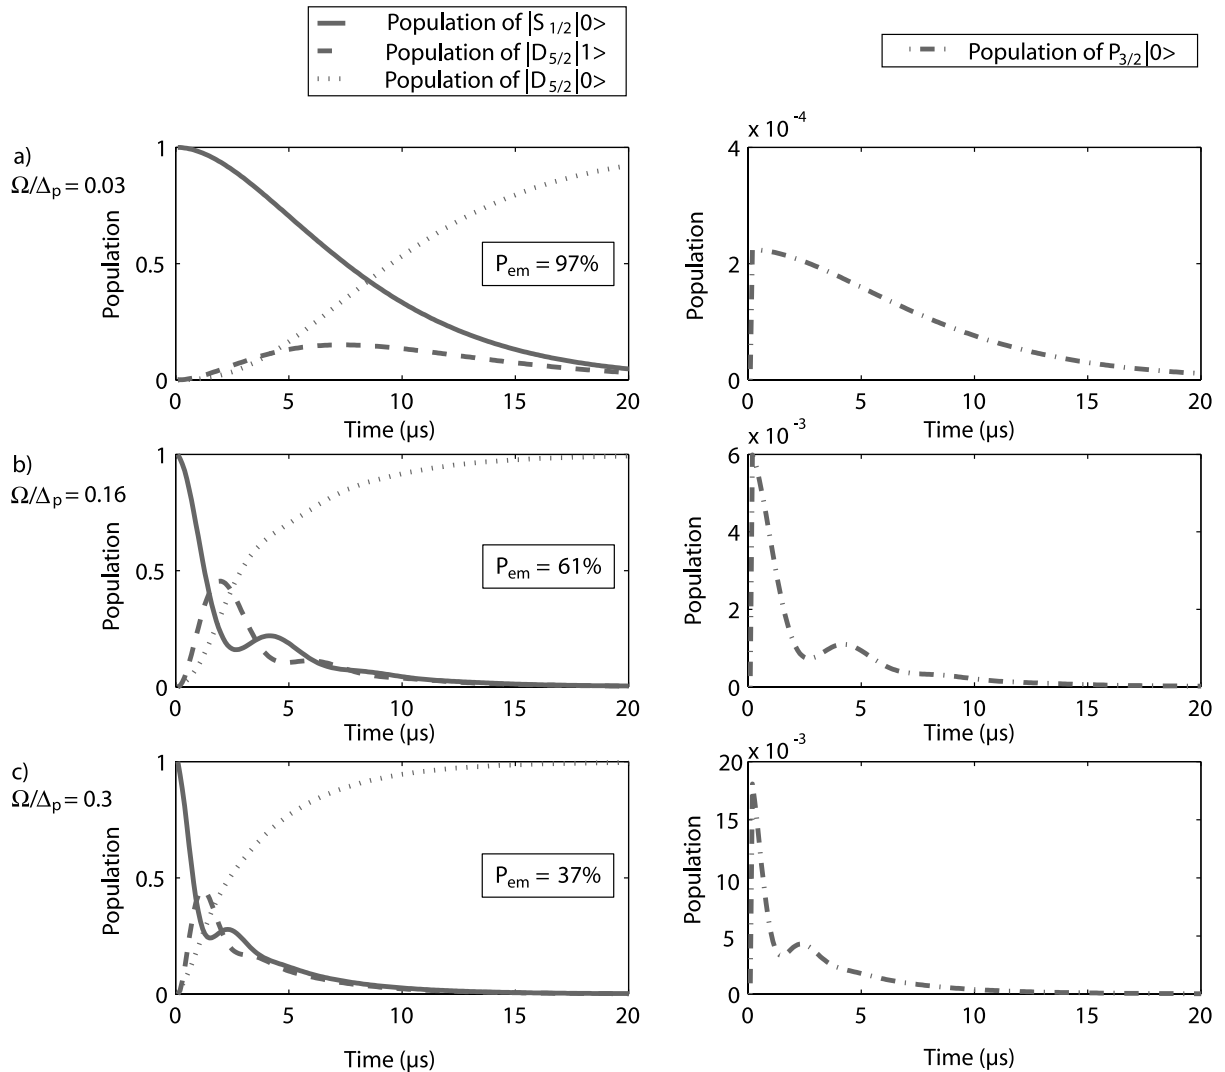 Population of |S 1/2|0>
Population of |D 5/2|1>
Population of |D 5/2|0>
Population of P3/2|0>
a)
Ω/Δp = 0.03
Population
1
0.5
0
Pem = 97%
0 5 10 15 20
Time (µs)
x 10 -4
Population
4
2
0
0 5 10 15 20
Time (µs)
b)
Ω/Δp = 0.16
Population
1
0.5
0
Pem = 61%
0 5 10 15 20
Time (µs)
x 10 -3
Population
6
4
2
0
0 5 10 15 20
Time (µs)
c)
Ω/Δp = 0.3
Population
1
0.5
0
Pem = 37%
0 5 10 15 20
Time (µs)
x 10 -3
Population
20
15
10
5
0
0 5 10 15 20
Time (µs)